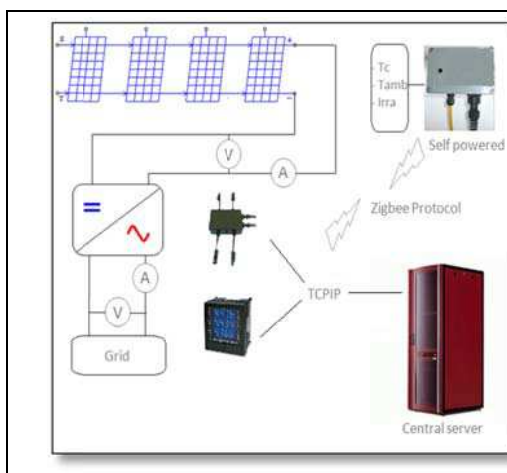 Tc
Tamb
Irra
Self powered
V
A
Zigbee Protocol
A
TCPIP
V
Grid
Central server